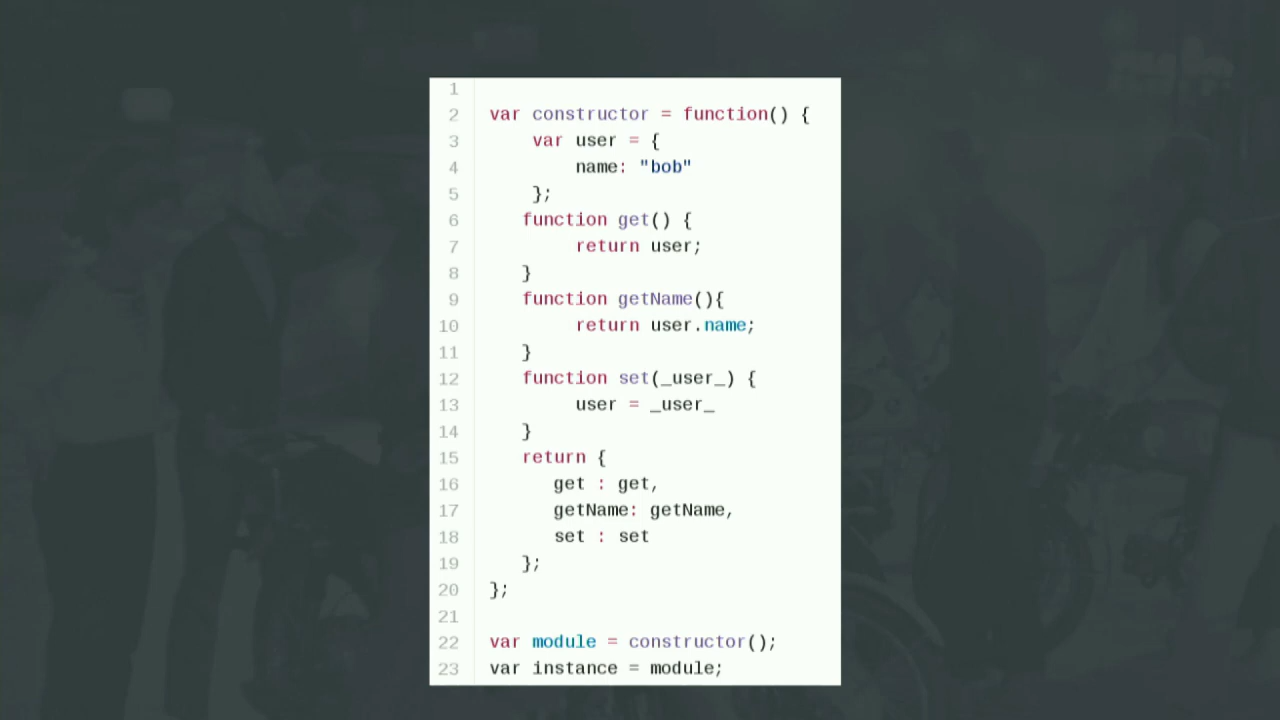 1
2 var constructor = function() {
3 var user = {
4 name: "bob"
5 };
6 function get() {
7 return user;
8 }
9 function getName(){
10 return user.name;
11 }
12 function set(_user_) {
13 user = _user_
14 }
15 return {
16 get : get,
17 getName: getName,
18 set : set
19 };
20 };
21
22 var module = constructor();
23 var instance = module;